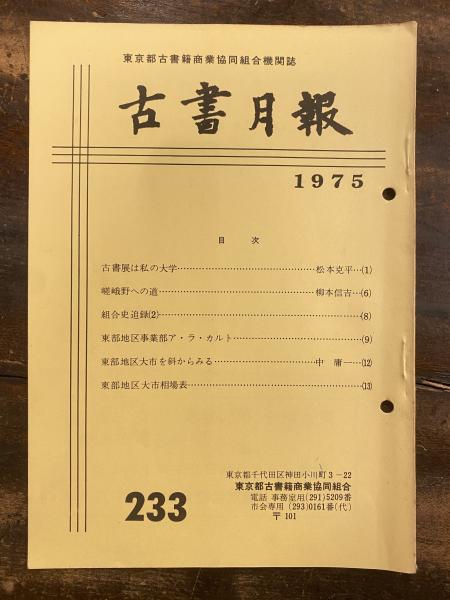 東京都古書籍商業協同組合機関誌
古書月報
1975
目 次
古書展は私の大学…………………………松本克平…(1)
嵯峨野への道………………………………柳本信吉…(6)
組合史追録(2)……………………………………………(8)
東部地区事業部ア・ラ・カルト………………………(9)
東部地区大市を斜からみる………………中 庸一…(12)
東部地区大市相場表……………………………………(13)
233
東京都千代田区神田小川町3-22
東京都古書籍商業協同組合
電話 事務室用(291)5209番
市会専用(293)0161番(代)
〒101